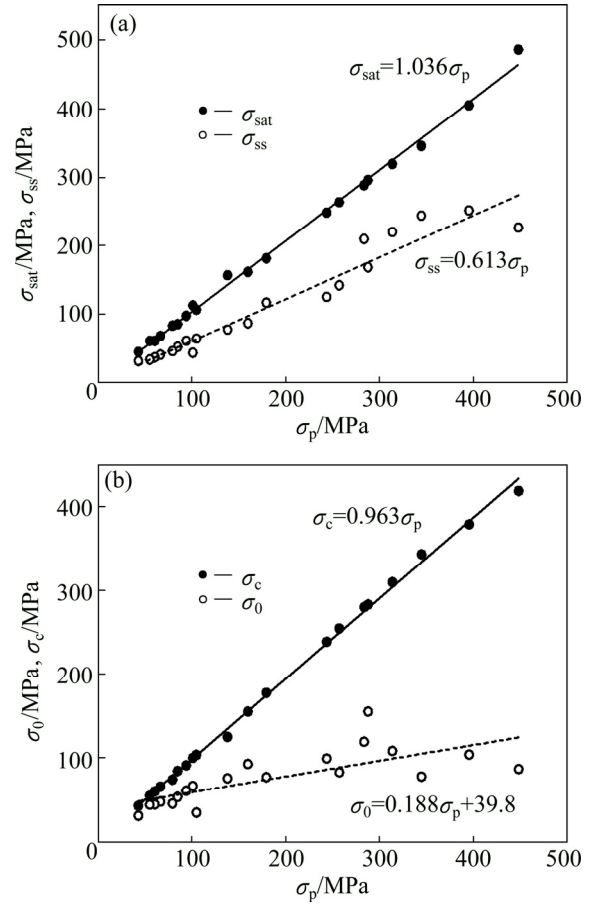 (a)
500
σsat=1.036σp
● — σsat
○ — σss
400
300
σsat/MPa, σss/MPa
200
σss=0.613σp
100
0
100 200 300 400 500
σp/MPa
(b)
400
σc=0.963σp
● — σc
○ — σ0
300
σ0/MPa, σc/MPa
200
100
σ0=0.188σp+39.8
0
100 200 300 400 500
σp/MPa